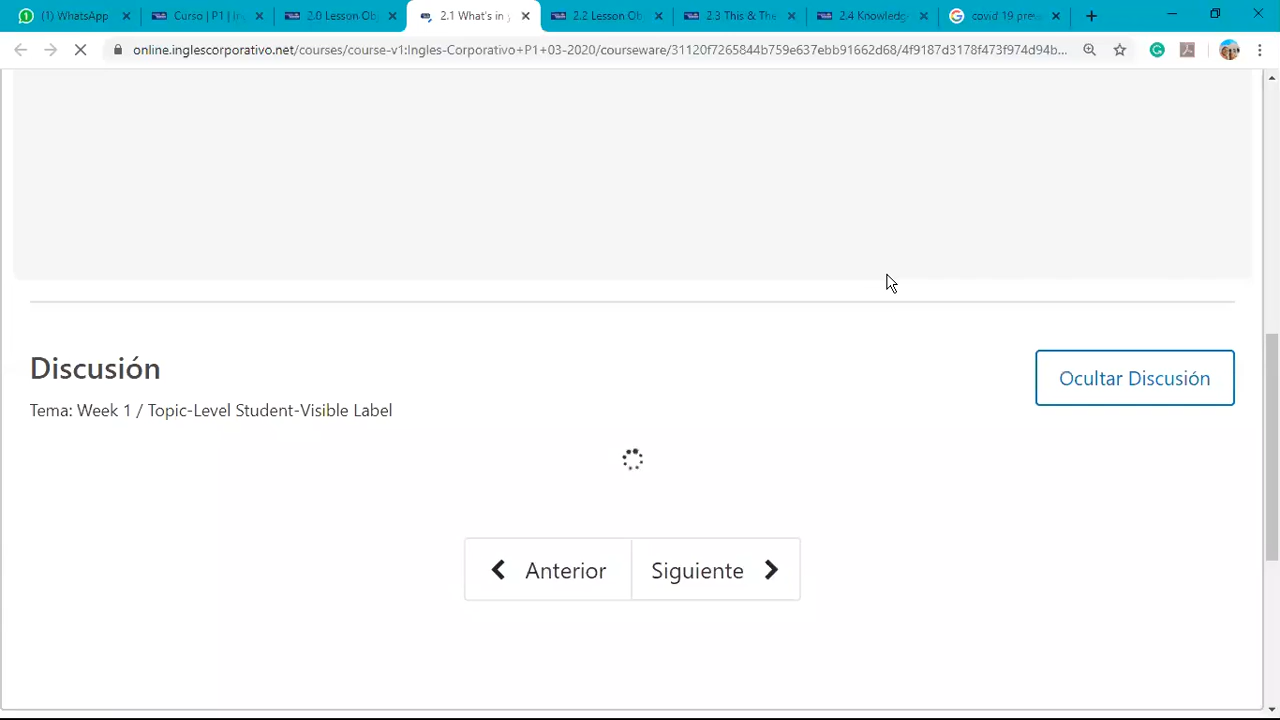 (1) WhatsApp
Curso | P1 | In
2.0 Lesson Ob
2.1 What's in
2.2 Lesson Ob
2.3 This & The
2.4 Knowledg
covid 19 prev
online.inglescorporativo.net/courses/course-v1:Ingles-Corporativo+P1+03-2020/courseware/31120f7265844b759e637ebb91662d68/4f9187d3178f473f974d94b...
Discusión
Ocultar Discusión
Tema: Week 1 / Topic-Level Student-Visible Label
Anterior
Siguiente